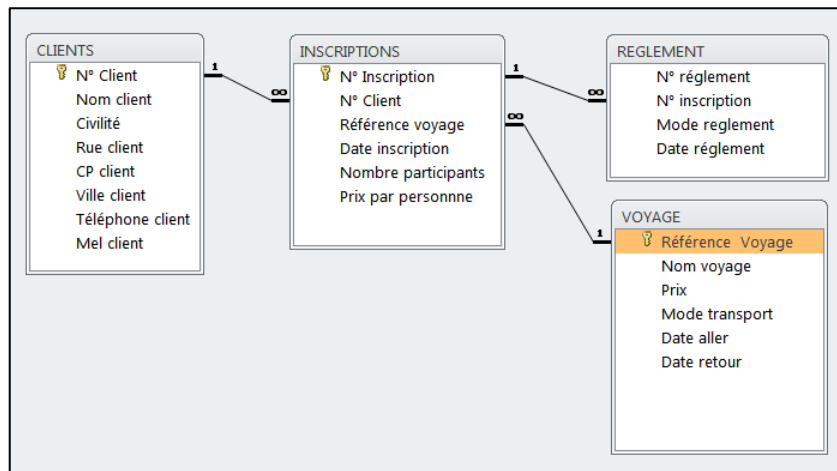 CLIENTS
N° Client
Nom client
Civilité
Rue client
CP client
Ville client
Téléphone client
Mel client
1
∞
INSCRIPTIONS
N° Inscription
N° Client
Référence voyage
Date inscription
Nombre participants
Prix par personnne
1
∞
∞
1
REGLEMENT
N° réglement
N° inscription
Mode reglement
Date réglement
VOYAGE
Référence Voyage
Nom voyage
Prix
Mode transport
Date aller
Date retour